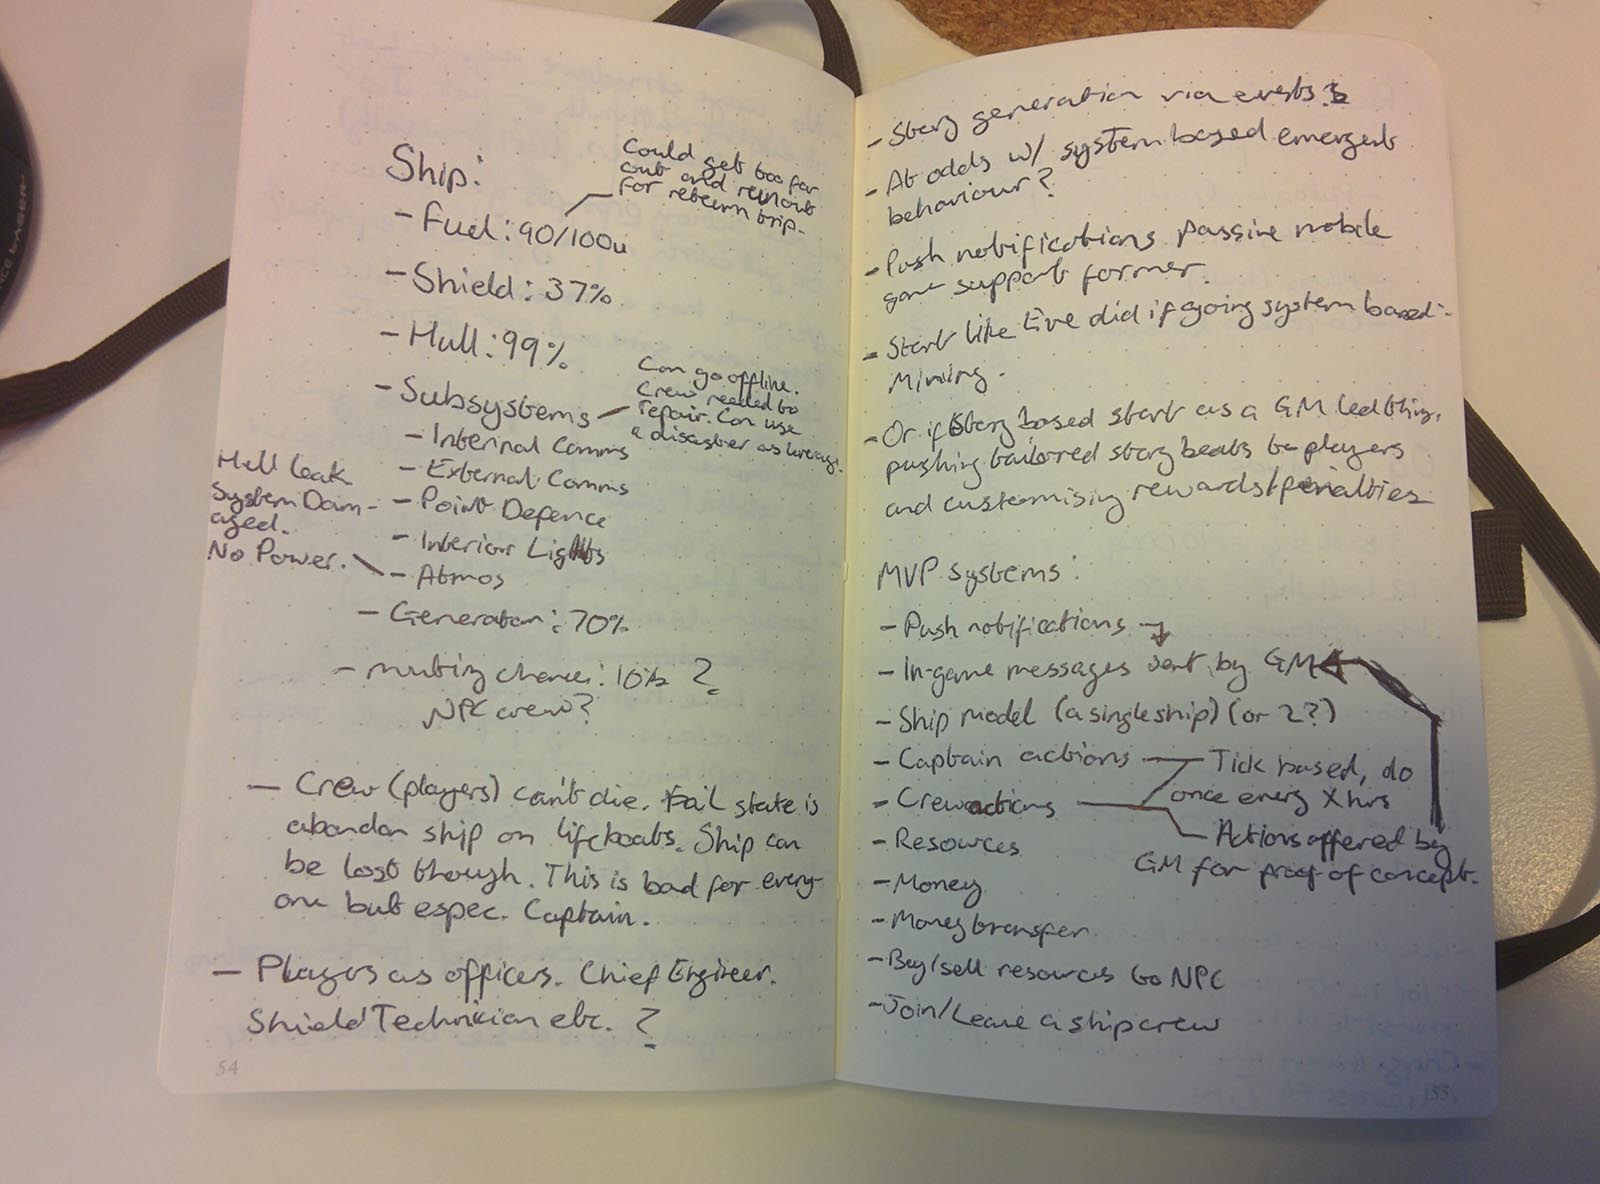 Ship:
Could get too far
out and run out
for return trip.
- Fuel: 90/100u
- Shield: 37%
- Hull: 99%
- Subsystems
Can go offline.
Crew needed to
repair. Can use
a disaster as leverage.
- Internal Comms
- External Comms
- Point Defence
- Interior Lights
- Atmos
Hull leak
System Dam-
aged.
No Power.
- Generator: 70%
- mutiny chance: 10% ?
NPC crew?
- Crew (players) can't die. Fail state is
abandon ship on lifeboats. Ship can
be lost though. This is bad for every-
one but espec. Captain.
- Players as officers. Chief Engineer.
Shield Technician etc. ?
54
- Story generation via events?
- At odds w/ system based emergent
behaviour?
- Push notifications passive mobile
game support former.
- Start like Eve did if going system based.
Mining.
- Or if story based start as a GM led thing,
pushing tailored story beats to players
and customising rewards/penalties
MVP systems:
- Push notifications
- In-game messages sent by GM
- Ship model (a single ship) (or 2?)
- Captain actions
- Tick based, do
once every X hrs
- Crew actions
- Actions offered by
GM for proof of concept.
- Resources
- Money
- Money transfer
- Buy/sell resources to NPC
- Join/Leave a ship crew
55